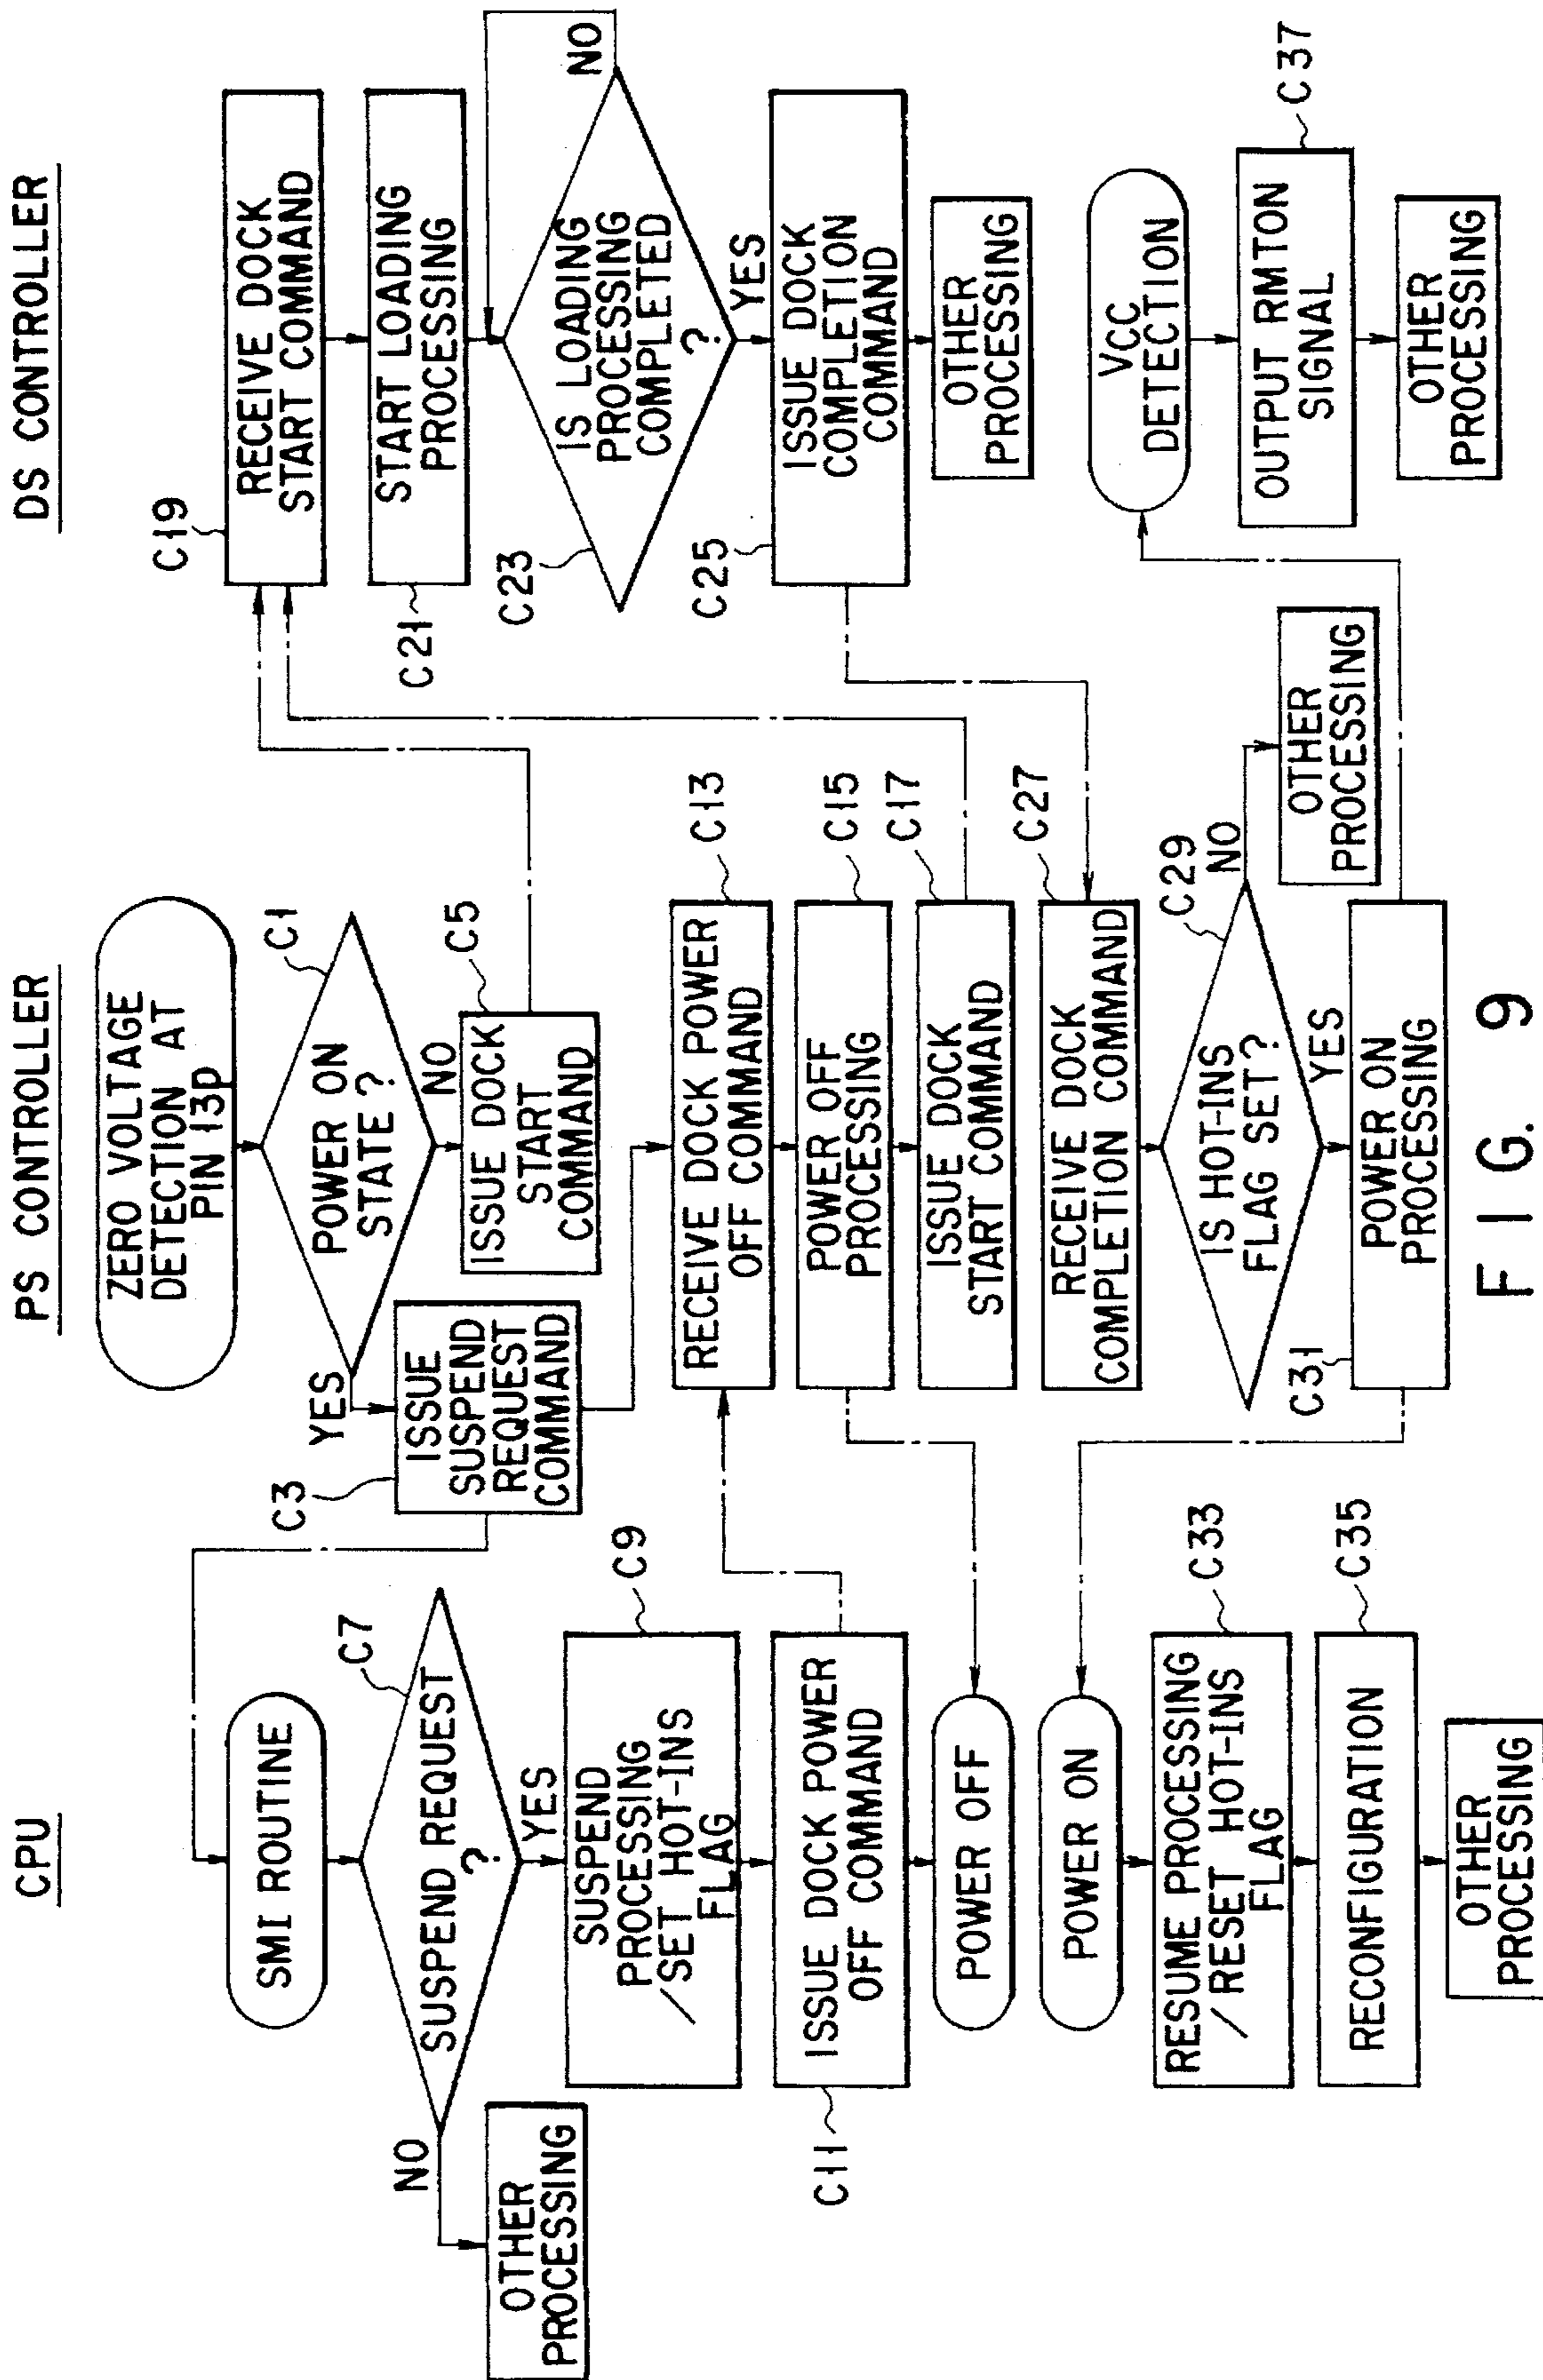 CPU
SMI ROUTINE
C7
SUSPEND REQUEST
?
NO
YES
OTHER
PROCESSING
SUSPEND
PROCESSING
/SET HOT-INS
FLAG
C9
ISSUE DOCK POWER
OFF COMMAND
C11
POWER OFF
POWER ON
RESUME PROCESSING
/RESET HOT-INS
FLAG
C33
RECONFIGURATION
C35
OTHER
PROCESSING
PS CONTROLLER
ZERO VOLTAGE
DETECTION AT
PIN 13p
C1
POWER ON
STATE ?
YES
NO
C3
ISSUE
SUSPEND
REQUEST
COMMAND
C5
ISSUE DOCK
START
COMMAND
RECEIVE DOCK POWER
OFF COMMAND
C13
POWER OFF
PROCESSING
C15
ISSUE DOCK
START COMMAND
C17
RECEIVE DOCK
COMPLETION COMMAND
C27
IS HOT-INS
FLAG SET?
C29
NO
YES
OTHER
PROCESSING
C31
POWER ON
PROCESSING
DS CONTROLLER
C19
RECEIVE DOCK
START COMMAND
C21
START LOADING
PROCESSING
C23
IS LOADING
PROCESSING
COMPLETED
?
NO
YES
C25
ISSUE DOCK
COMPLETION
COMMAND
OTHER
PROCESSING
VCC
DETECTION
OUTPUT RMTON
SIGNAL
C37
OTHER
PROCESSING
FIG. 9